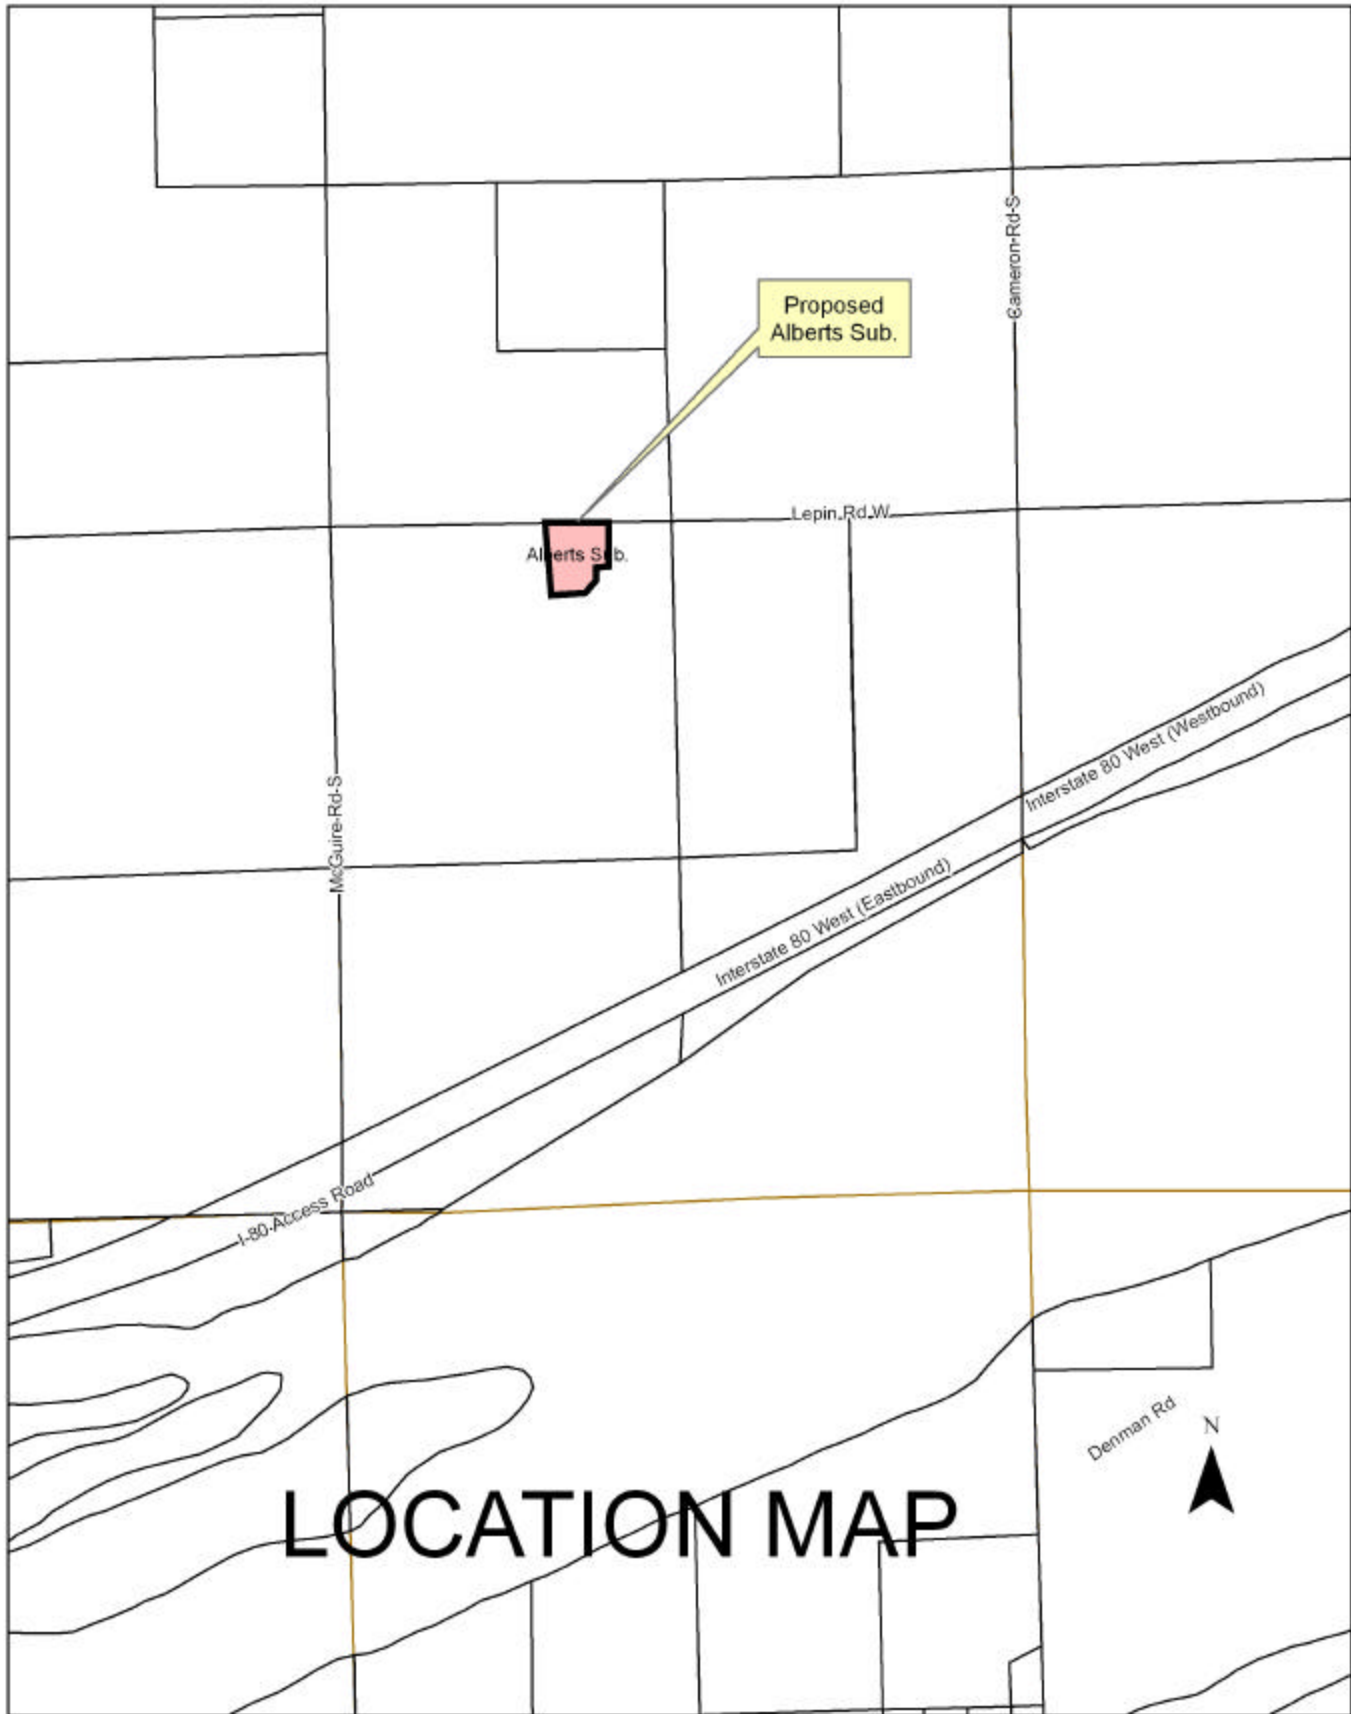 Cameron-Rd-S
Proposed
Alberts Sub.
Lepin Rd W
Alberts Sub.
Interstate 80 West (Westbound)
McGuire-Rd-S
Interstate 80 West (Eastbound)
I-80-Access Road
Denman Rd
N
LOCATION MAP